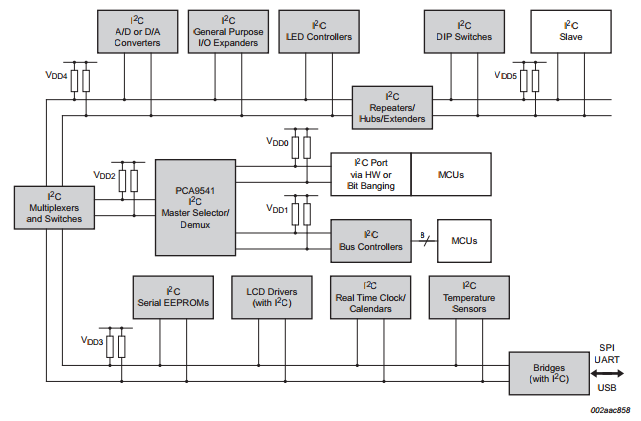 I2C
A/D or D/A
Converters
I2C
General Purpose
I/O Expanders
I2C
LED Controllers
I2C
DIP Switches
I2C
Slave
VDD4
VDD5
I2C
Repeaters/
Hubs/Extenders
VDD0
VDD2
PCA9541
I2C
Master Selector/
Demux
I2C Port
via HW or
Bit Banging
MCUs
I2C
Multiplexers
and Switches
VDD1
I2C
Bus Controllers
8
MCUs
I2C
Serial EEPROMs
LCD Drivers
(with I2C)
I2C
Real Time Clock/
Calendars
I2C
Temperature
Sensors
VDD3
Bridges
(with I2C)
SPI
UART
USB
002aac858